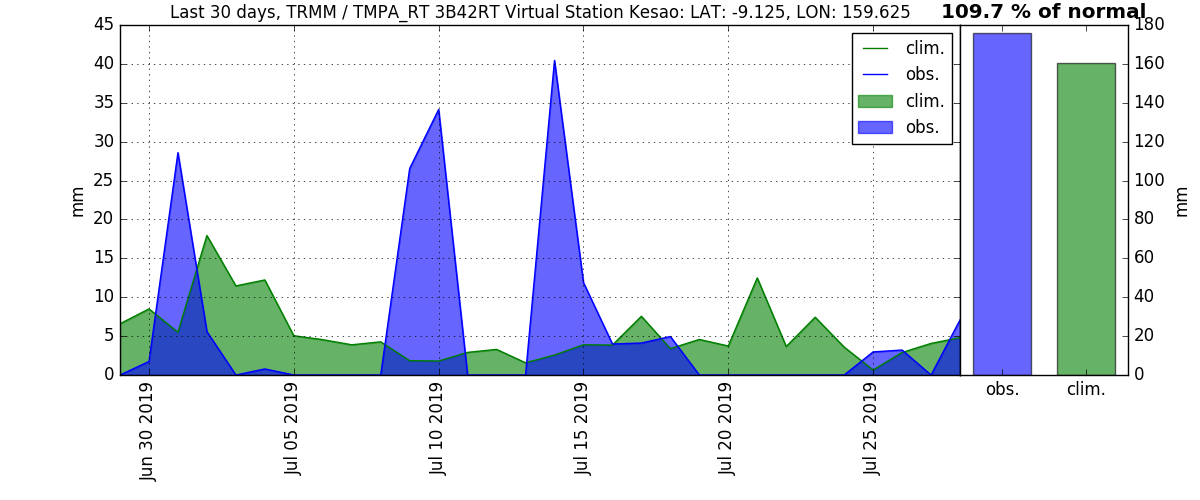 Last 30 days, TRMM / TMPA_RT 3B42RT Virtual Station Kesao: LAT: -9.125, LON: 159.625
109.7 % of normal
45
40
35
30
25
20
15
10
5
0
mm
clim.
obs.
clim.
obs.
Jun 30 2019
Jul 05 2019
Jul 10 2019
Jul 15 2019
Jul 20 2019
Jul 25 2019
180
160
140
120
100
80
60
40
20
0
mm
obs.
clim.